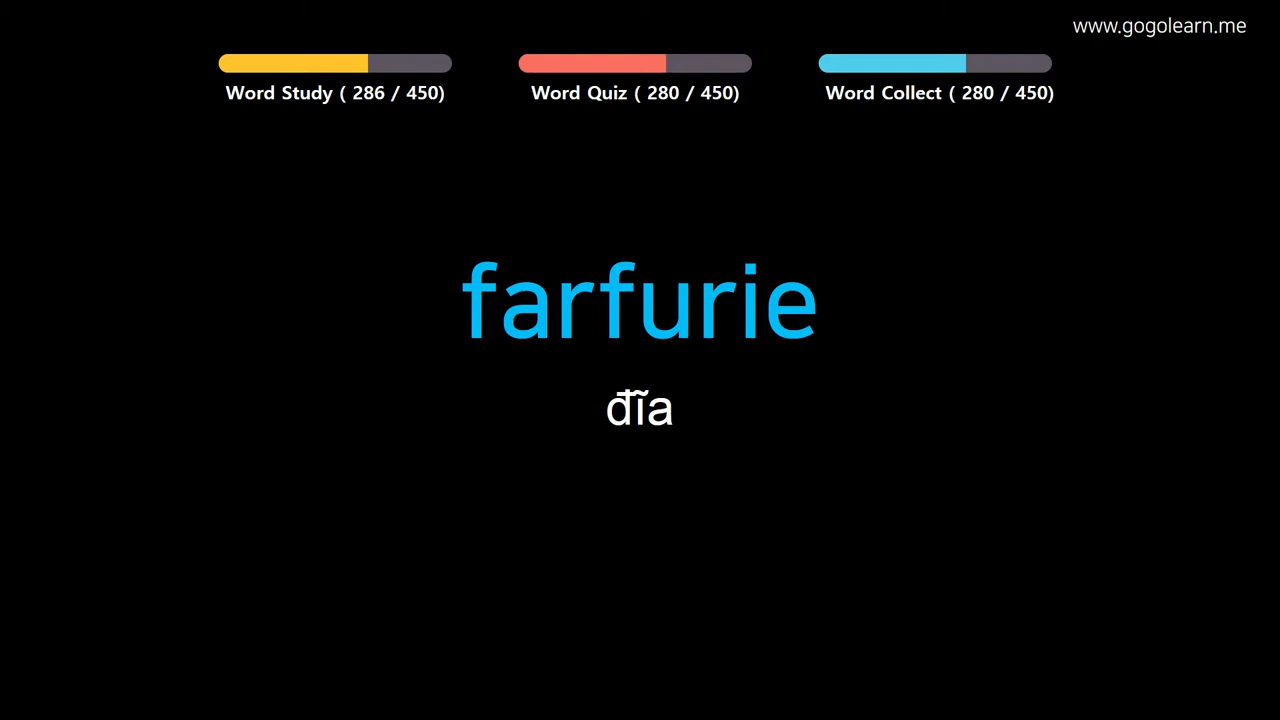 www.gogolearn.me
Word Study ( 286 / 450)
Word Quiz ( 280 / 450)
Word Collect ( 280 / 450)
farfurie
đĩa